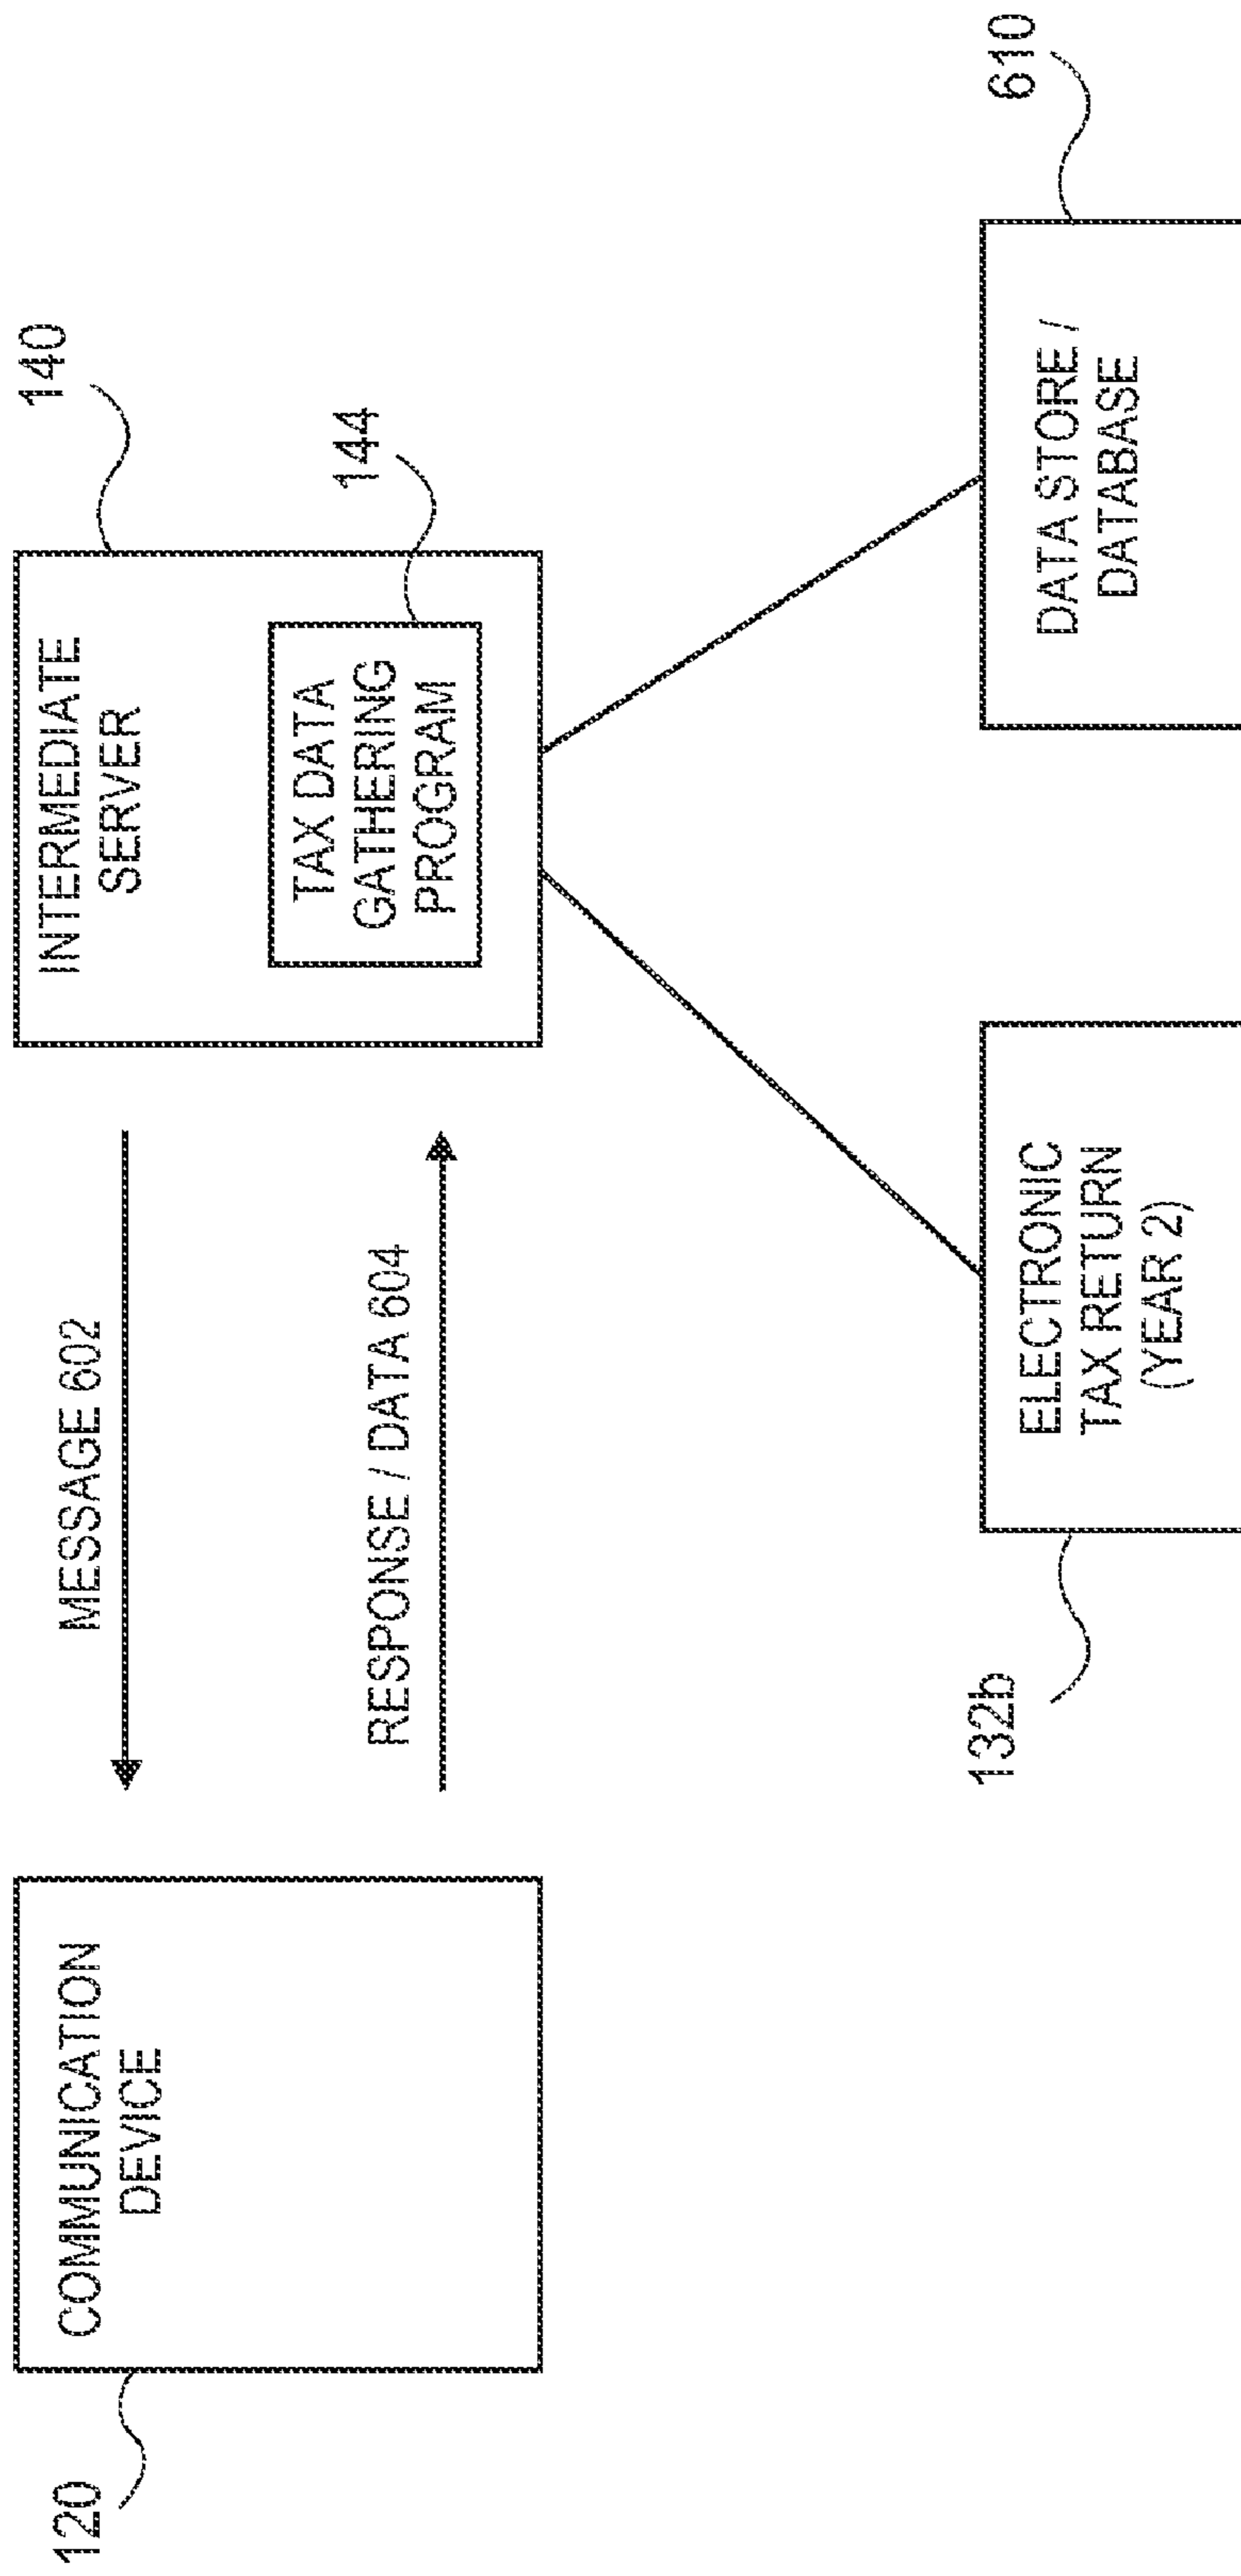 120
COMMUNICATION
DEVICE
MESSAGE 602
RESPONSE / DATA 604
INTERMEDIATE
SERVER
140
TAX DATA
GATHERING
PROGRAM
144
132b
ELECTRONIC
TAX RETURN
(YEAR 2)
DATA STORE /
DATABASE
610